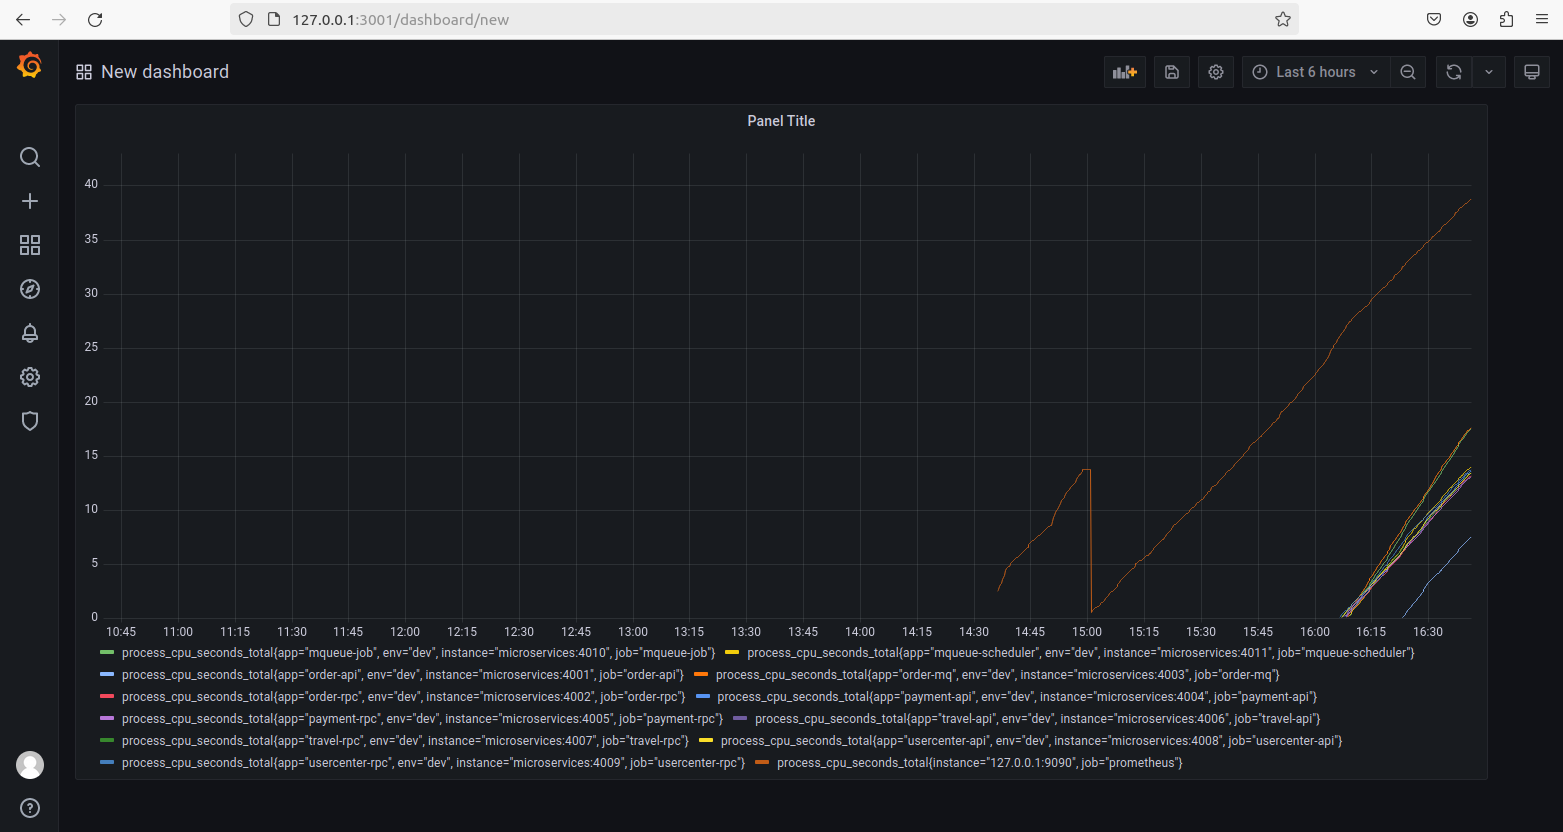 127.0.0.1:3001/dashboard/new
New dashboard
Last 6 hours
Panel Title
40
35
30
25
20
15
10
5
0
10:45 11:00 11:15 11:30 11:45 12:00 12:15 12:30 12:45 13:00 13:15 13:30 13:45 14:00 14:15 14:30 14:45 15:00 15:15 15:30 15:45 16:00 16:15 16:30
process_cpu_seconds_total{app="mqueue-job", env="dev", instance="microservices:4010", job="mqueue-job"} process_cpu_seconds_total{app="mqueue-scheduler", env="dev", instance="microservices:4011", job="mqueue-scheduler"}
process_cpu_seconds_total{app="order-api", env="dev", instance="microservices:4001", job="order-api"} process_cpu_seconds_total{app="order-mq", env="dev", instance="microservices:4003", job="order-mq"}
process_cpu_seconds_total{app="order-rpc", env="dev", instance="microservices:4002", job="order-rpc"} process_cpu_seconds_total{app="payment-api", env="dev", instance="microservices:4004", job="payment-api"}
process_cpu_seconds_total{app="payment-rpc", env="dev", instance="microservices:4005", job="payment-rpc"} process_cpu_seconds_total{app="travel-api", env="dev", instance="microservices:4006", job="travel-api"}
process_cpu_seconds_total{app="travel-rpc", env="dev", instance="microservices:4007", job="travel-rpc"} process_cpu_seconds_total{app="usercenter-api", env="dev", instance="microservices:4008", job="usercenter-api"}
process_cpu_seconds_total{app="usercenter-rpc", env="dev", instance="microservices:4009", job="usercenter-rpc"} process_cpu_seconds_total{instance="127.0.0.1:9090", job="prometheus"}